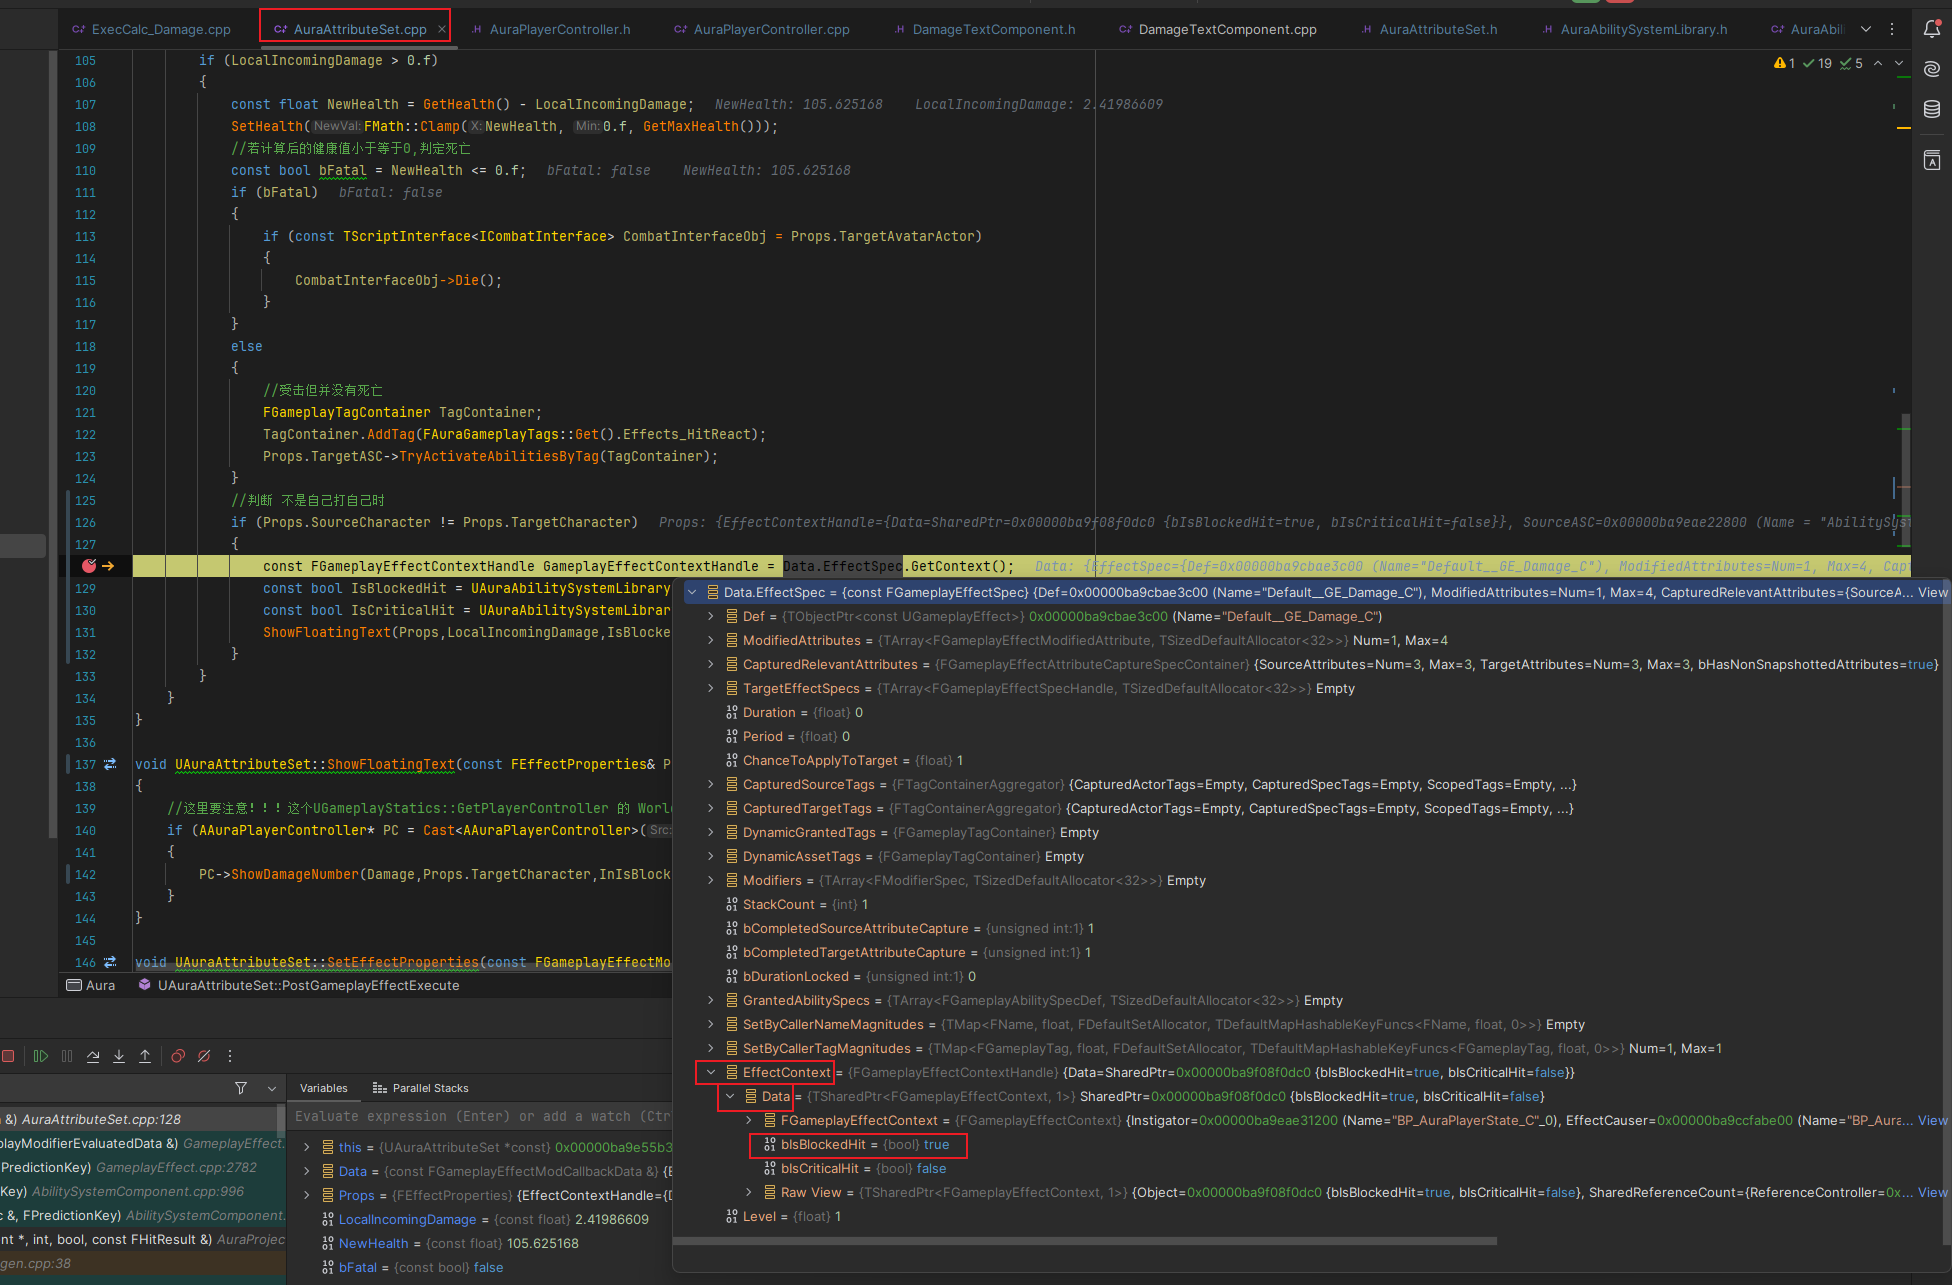 ExecCalc_Damage.cpp
AuraAttributeSet.cpp
AuraPlayerController.h
AuraPlayerController.cpp
DamageTextComponent.h
DamageTextComponent.cpp
AuraAttributeSet.h
AuraAbilitySystemLibrary.h
AuraAbil
1 19 5
105 if (LocalIncomingDamage > 0.f)
106 {
107 const float NewHealth = GetHealth() - LocalIncomingDamage; NewHealth: 105.625168 LocalIncomingDamage: 2.41986609
108 SetHealth(NewVal: FMath::Clamp(X: NewHealth, Min: 0.f, GetMaxHealth()));
109 //若计算后的健康值小于等于0,判定死亡
110 const bool bFatal = NewHealth <= 0.f; bFatal: false NewHealth: 105.625168
111 if (bFatal) bFatal: false
112 {
113 if (const TScriptInterface<ICombatInterface> CombatInterfaceObj = Props.TargetAvatarActor)
114 {
115 CombatInterfaceObj->Die();
116 }
117 }
118 else
119 {
120 //受击但并没有死亡
121 FGameplayTagContainer TagContainer;
122 TagContainer.AddTag(FAuraGameplayTags::Get().Effects_HitReact);
123 Props.TargetASC->TryActivateAbilitiesByTag(TagContainer);
124 }
125 //判断 不是自己打自己时
126 if (Props.SourceCharacter != Props.TargetCharacter) Props: {EffectContextHandle={Data=SharedPtr=0x00000ba9f08f0dc0 {bIsBlockedHit=true, bIsCriticalHit=false}}, SourceASC=0x00000ba9eae22800 (Name = "AbilitySyst
127 {
const FGameplayEffectContextHandle GameplayEffectContextHandle = Data.EffectSpec.GetContext(); Data: {EffectSpec={Def=0x00000ba9cbae3c00 (Name="Default__GE_Damage_C"), ModifiedAttributes=Num=1, Max=4, Capt
129 const bool IsBlockedHit = UAuraAbilitySystemLibrary
130 const bool IsCriticalHit = UAuraAbilitySystemLibrar
131 ShowFloatingText(Props,LocalIncomingDamage,IsBlocke
132 }
133 }
134 }
135 }
136
137 void UAuraAttributeSet::ShowFloatingText(const FEffectProperties& P
138 {
139 //这里要注意!!!这个UGameplayStatics::GetPlayerController 的 Worl
140 if (AAuraPlayerController* PC = Cast<AAuraPlayerController>(Src:
141 {
142 PC->ShowDamageNumber(Damage,Props.TargetCharacter,InIsBlock
143 }
144 }
145
146 void UAuraAttributeSet::SetEffectProperties(const FGameplayEffectMo
Data.EffectSpec = {const FGameplayEffectSpec} {Def=0x00000ba9cbae3c00 (Name="Default__GE_Damage_C"), ModifiedAttributes=Num=1, Max=4, CapturedRelevantAttributes={SourceA... View
Def = {TObjectPtr<const UGameplayEffect>} 0x00000ba9cbae3c00 (Name="Default__GE_Damage_C")
ModifiedAttributes = {TArray<FGameplayEffectModifiedAttribute, TSizedDefaultAllocator<32>>} Num=1, Max=4
CapturedRelevantAttributes = {FGameplayEffectAttributeCaptureSpecContainer} {SourceAttributes=Num=3, Max=3, TargetAttributes=Num=3, Max=3, bHasNonSnapshottedAttributes=true}
TargetEffectSpecs = {TArray<FGameplayEffectSpecHandle, TSizedDefaultAllocator<32>>} Empty
Duration = {float} 0
Period = {float} 0
ChanceToApplyToTarget = {float} 1
CapturedSourceTags = {FTagContainerAggregator} {CapturedActorTags=Empty, CapturedSpecTags=Empty, ScopedTags=Empty, ...}
CapturedTargetTags = {FTagContainerAggregator} {CapturedActorTags=Empty, CapturedSpecTags=Empty, ScopedTags=Empty, ...}
DynamicGrantedTags = {FGameplayTagContainer} Empty
DynamicAssetTags = {FGameplayTagContainer} Empty
Modifiers = {TArray<FModifierSpec, TSizedDefaultAllocator<32>>} Empty
StackCount = {int} 1
bCompletedSourceAttributeCapture = {unsigned int:1} 1
bCompletedTargetAttributeCapture = {unsigned int:1} 1
bDurationLocked = {unsigned int:1} 0
GrantedAbilitySpecs = {TArray<FGameplayAbilitySpecDef, TSizedDefaultAllocator<32>>} Empty
SetByCallerNameMagnitudes = {TMap<FName, float, FDefaultSetAllocator, TDefaultMapHashableKeyFuncs<FName, float, 0>>} Empty
SetByCallerTagMagnitudes = {TMap<FGameplayTag, float, FDefaultSetAllocator, TDefaultMapHashableKeyFuncs<FGameplayTag, float, 0>>} Num=1, Max=1
EffectContext = {FGameplayEffectContextHandle} {Data=SharedPtr=0x00000ba9f08f0dc0 {bIsBlockedHit=true, bIsCriticalHit=false}}
Data = {TSharedPtr<FGameplayEffectContext, 1>} SharedPtr=0x00000ba9f08f0dc0 {bIsBlockedHit=true, bIsCriticalHit=false}
FGameplayEffectContext = {FGameplayEffectContext} {Instigator=0x00000ba9eae31200 (Name="BP_AuraPlayerState_C"_0), EffectCauser=0x00000ba9ccfabe00 (Name="BP_Aura... View
bIsBlockedHit = {bool} true
bIsCriticalHit = {bool} false
Raw View = {TSharedPtr<FGameplayEffectContext, 1>} {Object=0x00000ba9f08f0dc0 {bIsBlockedHit=true, bIsCriticalHit=false}, SharedReferenceCount={ReferenceController=0x... View
Level = {float} 1
Aura UAuraAttributeSet::PostGameplayEffectExecute
Variables Parallel Stacks
Evaluate expression (Enter) or add a watch (Ctr
&) AuraAttributeSet.cpp:128
playModifierEvaluatedData &) GameplayEffect.
PredictionKey) GameplayEffect.cpp:2782
Key) AbilitySystemComponent.cpp:996
c &, FPredictionKey) AbilitySystemComponent.
nt *, int, bool, const FHitResult &) AuraProjec
gen.cpp:38
this = {UAuraAttributeSet *const} 0x00000ba9e55b3
Data = {const FGameplayEffectModCallbackData &} {E
Props = {FEffectProperties} {EffectContextHandle={D
LocalIncomingDamage = {const float} 2.41986609
NewHealth = {const float} 105.625168
bFatal = {const bool} false